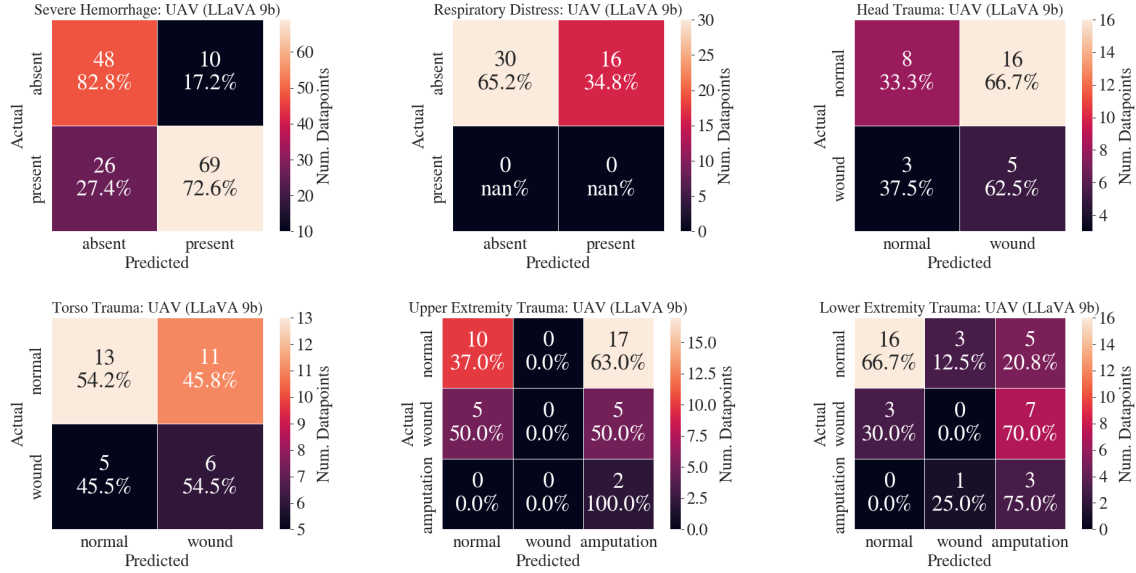 Severe Hemorrhage: UAV (LLaVA 9b)
Actual
absent
present
48
82.8%
10
17.2%
26
27.4%
69
72.6%
absent
present
Predicted
60
50
40
30
20
10
Num. Datapoints
Respiratory Distress: UAV (LLaVA 9b)
Actual
absent
present
30
65.2%
16
34.8%
0
nan%
0
nan%
absent
present
Predicted
30
25
20
15
10
5
0
Num. Datapoints
Head Trauma: UAV (LLaVA 9b)
Actual
normal
wound
8
33.3%
16
66.7%
3
37.5%
5
62.5%
normal
wound
Predicted
16
14
12
10
8
6
4
Num. Datapoints
Torso Trauma: UAV (LLaVA 9b)
Actual
normal
wound
13
54.2%
11
45.8%
5
45.5%
6
54.5%
normal
wound
Predicted
13
12
11
10
9
8
7
6
5
Num. Datapoints
Upper Extremity Trauma: UAV (LLaVA 9b)
Actual
normal
wound
amputation
10
37.0%
0
0.0%
17
63.0%
5
50.0%
0
0.0%
5
50.0%
0
0.0%
0
0.0%
2
100.0%
normal
wound
amputation
Predicted
15.0
12.5
10.0
7.5
5.0
2.5
0.0
Num. Datapoints
Lower Extremity Trauma: UAV (LLaVA 9b)
Actual
normal
wound
amputation
16
66.7%
3
12.5%
5
20.8%
3
30.0%
0
0.0%
7
70.0%
0
0.0%
1
25.0%
3
75.0%
normal
wound
amputation
Predicted
16
14
12
10
8
6
4
2
0
Num. Datapoints